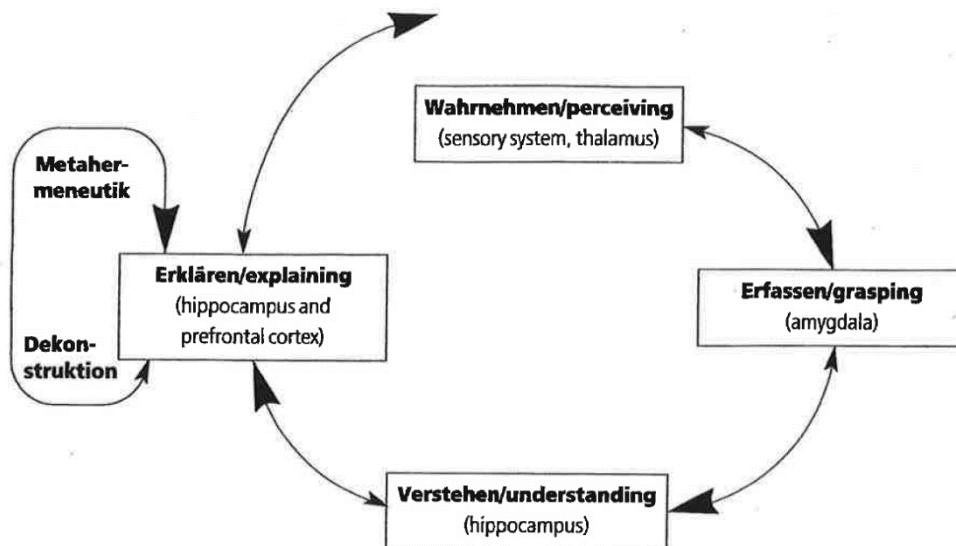 Wahrnehmen/perceiving
(sensory system, thalamus)
Metaher-
meneutik
Erklären/explaining
(hippocampus and
prefrontal cortex)
Erfassen/grasping
(amygdala)
Dekon-
struktion
Verstehen/understanding
(hippocampus)